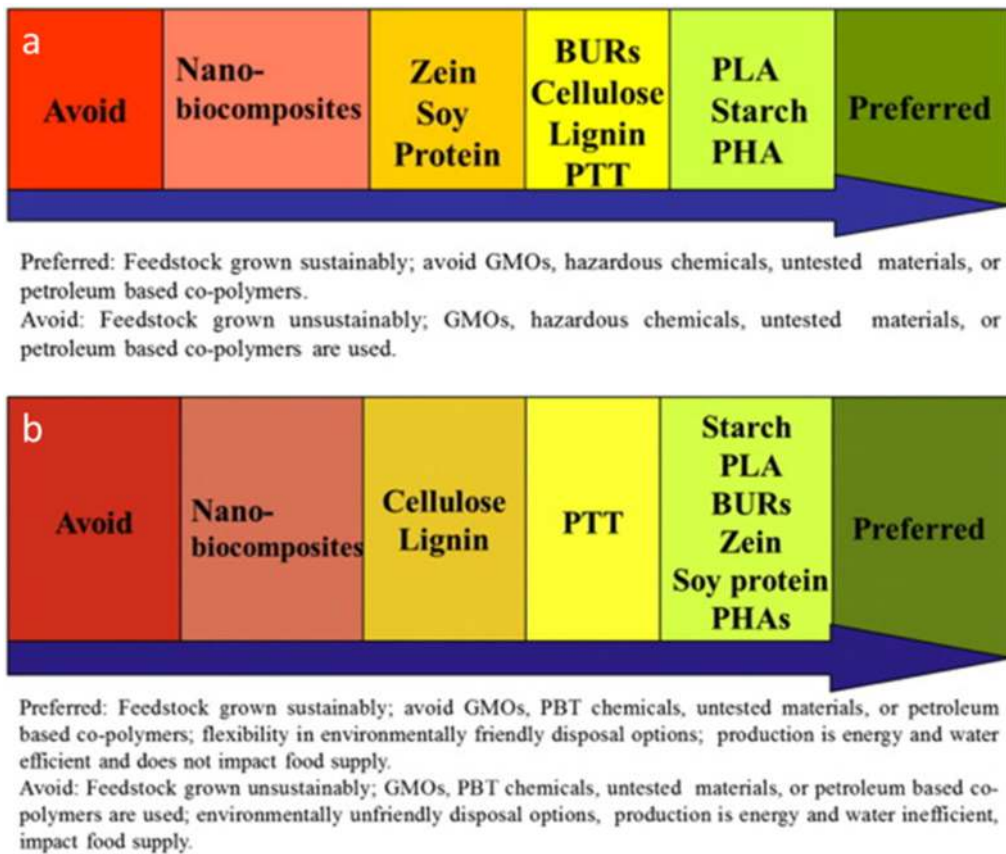 a
Avoid
Nano-
biocomposites
Zein
Soy
Protein
BURs
Cellulose
Lignin
PTT
PLA
Starch
PHA
Preferred
Preferred: Feedstock grown sustainably; avoid GMOs, hazardous chemicals, untested materials, or
petroleum based co-polymers.
Avoid: Feedstock grown unsustainably; GMOs, hazardous chemicals, untested materials, or
petroleum based co-polymers are used.
b
Avoid
Nano-
biocomposites
Cellulose
Lignin
PTT
Starch
PLA
BURs
Zein
Soy protein
PHAs
Preferred
Preferred: Feedstock grown sustainably; avoid GMOs, PBT chemicals, untested materials, or petroleum
based co-polymers; flexibility in environmentally friendly disposal options; production is energy and water
efficient and does not impact food supply.
Avoid: Feedstock grown unsustainably; GMOs, PBT chemicals, untested materials, or petroleum based co-
polymers are used; environmentally unfriendly disposal options, production is energy and water inefficient,
impact food supply.